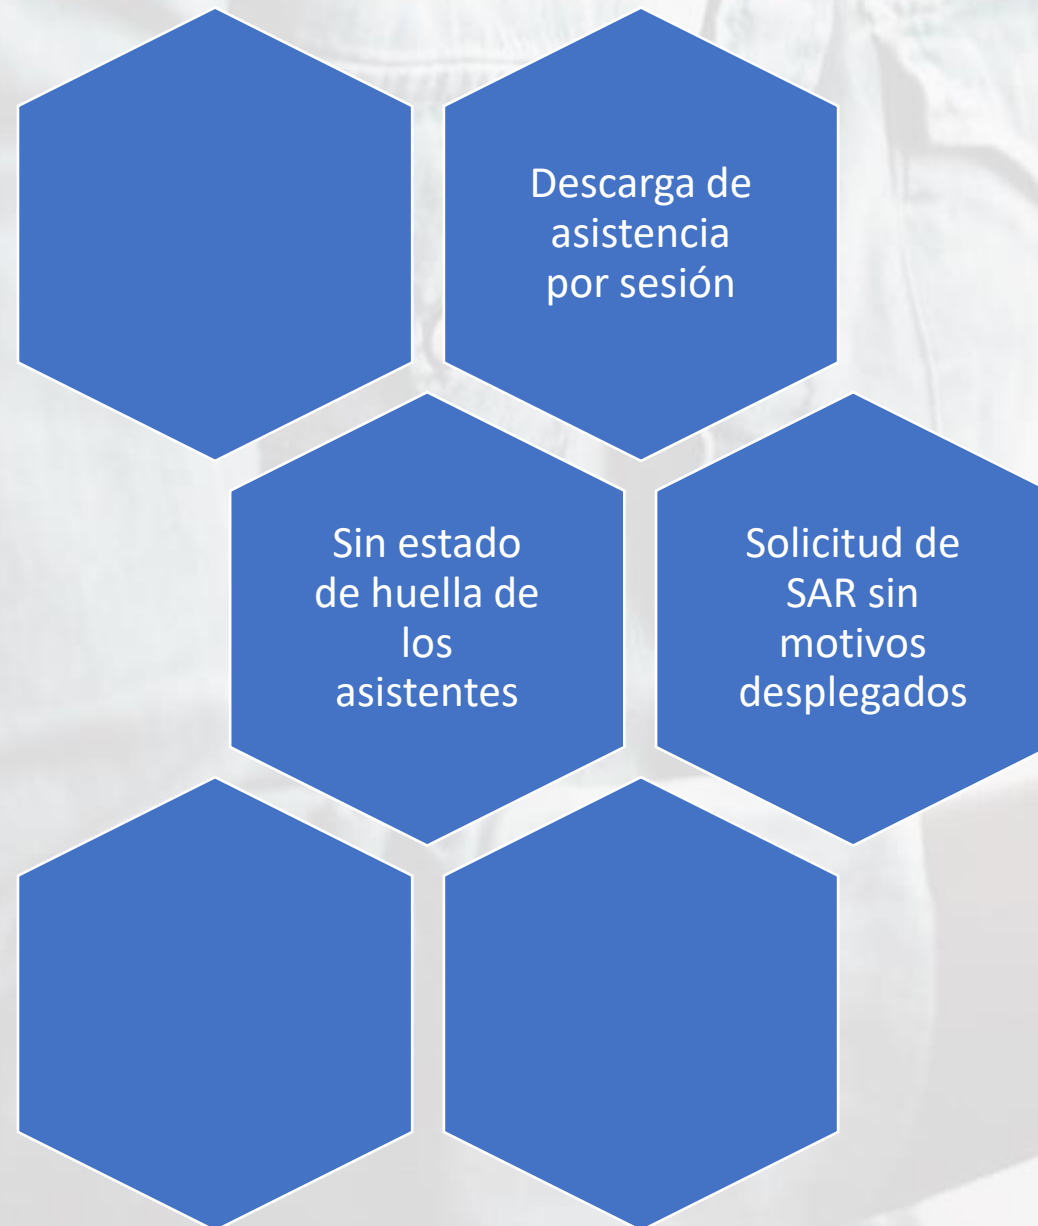 Descarga de
asistencia
por sesión
Sin estado
de huella de
los
asistentes
Solicitud de
SAR sin
motivos
desplegados